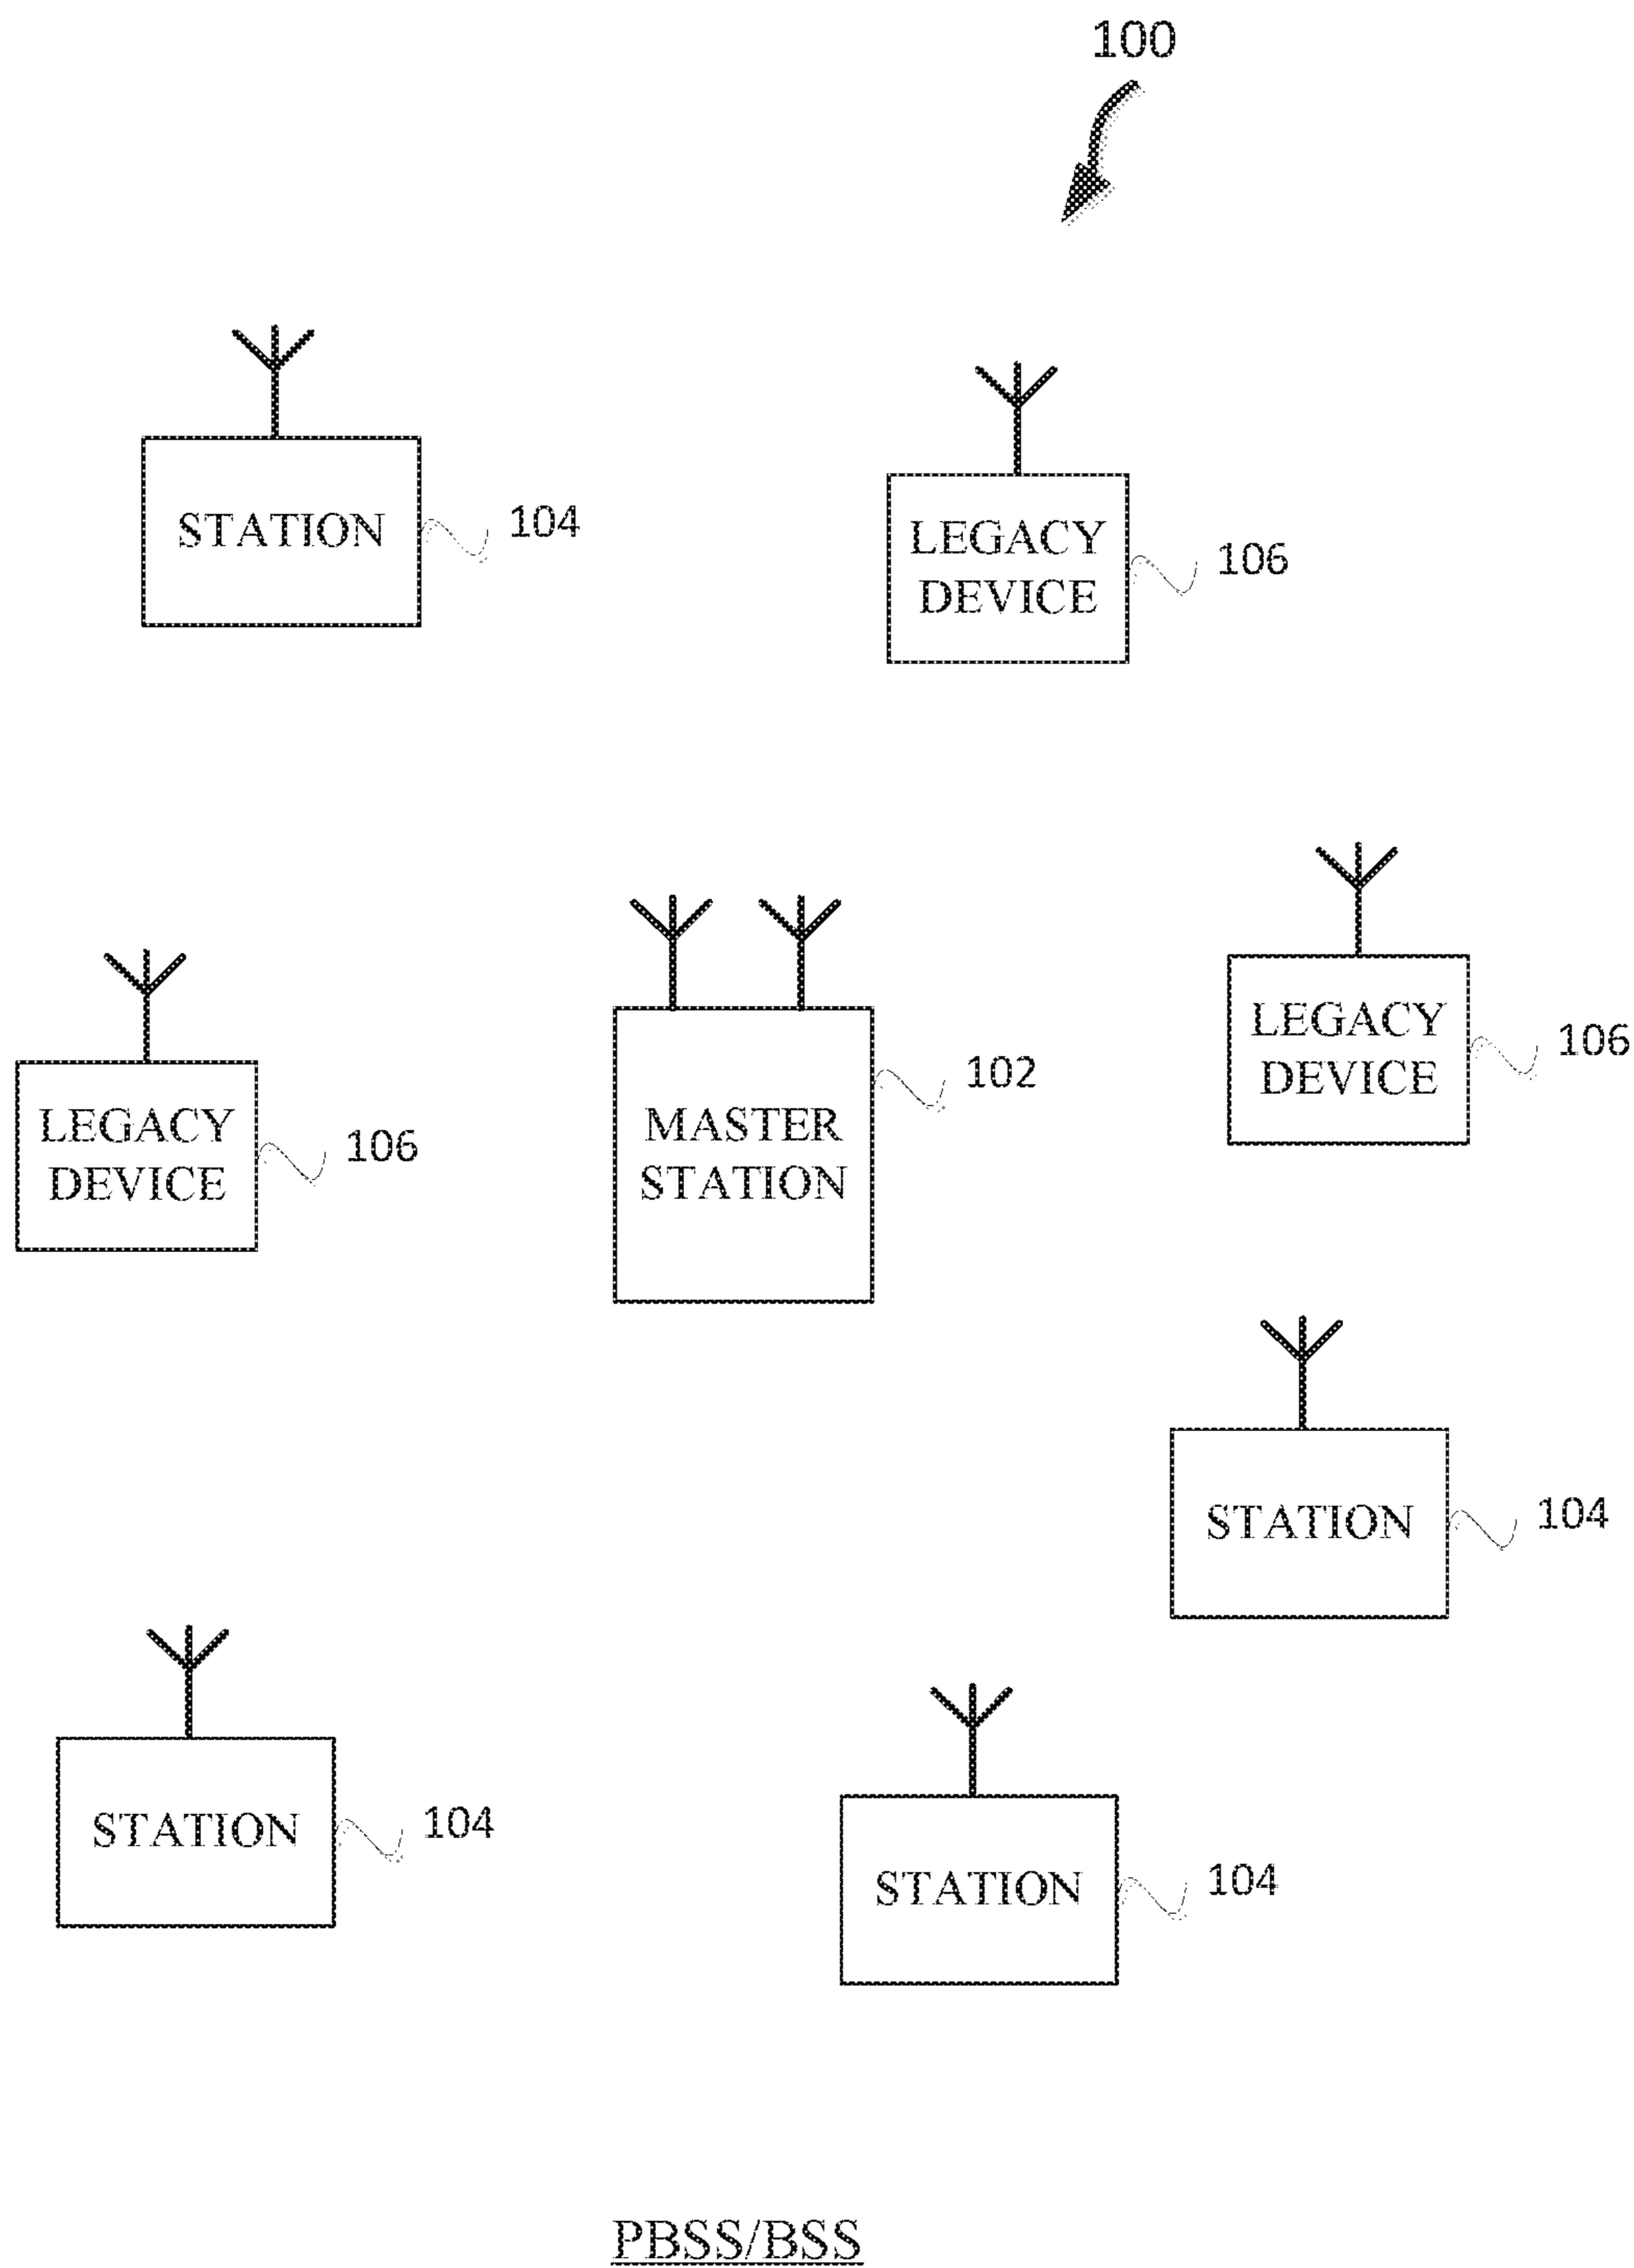 100
STATION
104
LEGACY
DEVICE
106
LEGACY
DEVICE
106
MASTER
STATION
102
LEGACY
DEVICE
106
STATION
104
STATION
104
STATION
104
PBSS/BSS